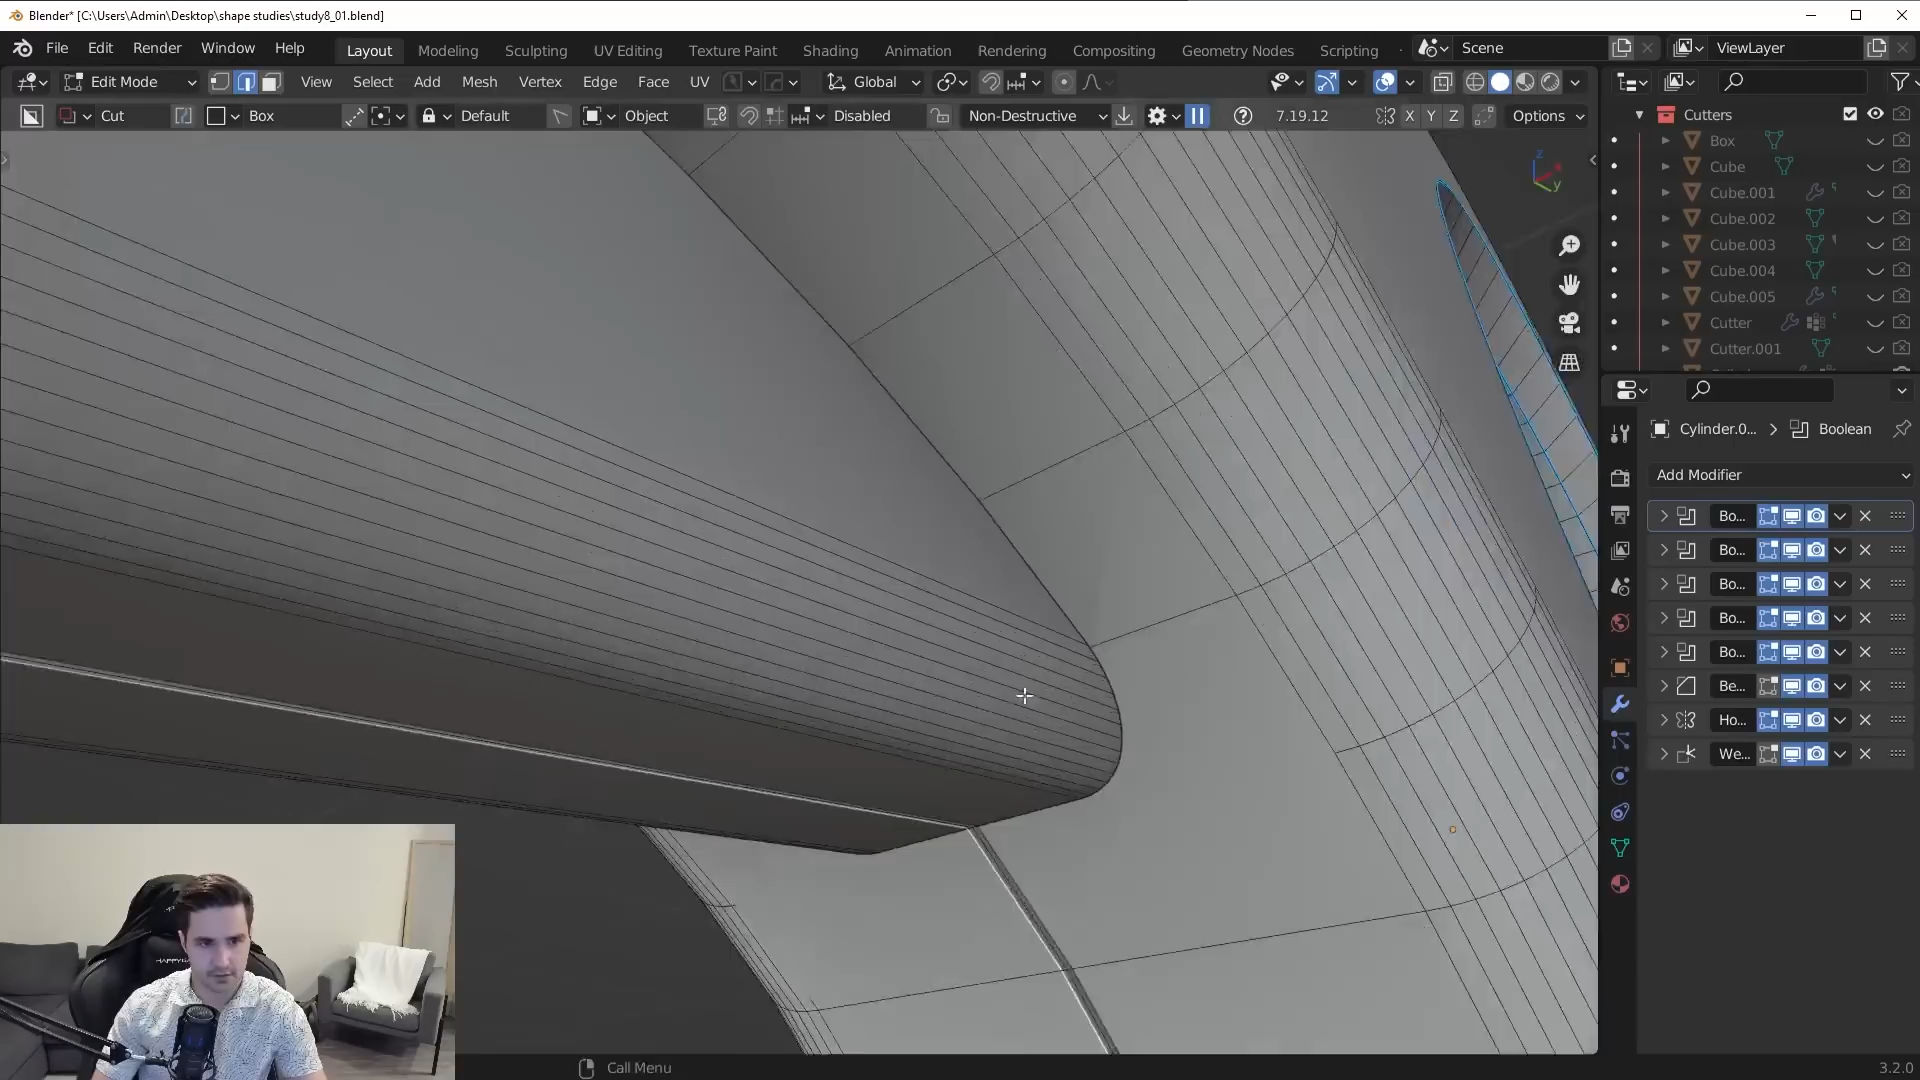 Blender* [C:\Users\Admin\Desktop\shape studies\study8_01.blend]
File Edit Render Window Help Layout Modeling Sculpting UV Editing Texture Paint Shading Animation Rendering Compositing Geometry Nodes Scripting Scene ViewLayer
Edit Mode View Select Add Mesh Vertex Edge Face UV Global
Cut Box Default Object Disabled Non-Destructive 7.19.12 X Y Z Options
Cutters
Box
Cube
Cube.001
Cube.002
Cube.003
Cube.004
Cube.005
Cutter
Cutter.001
z
y
Cylinder.0... Boolean
Add Modifier
Bo...
Bo...
Bo...
Bo...
Bo...
Be...
Ho...
We...
Call Menu
3.2.0